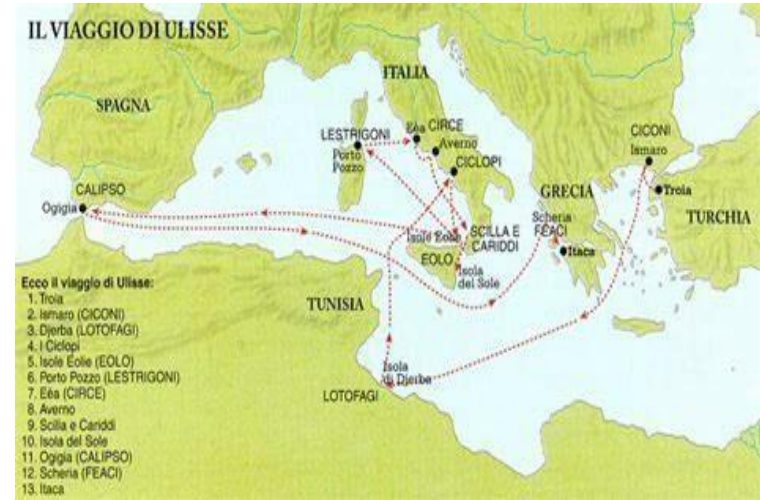 IL VIAGGIO DI ULISSE
ITALIA
SPAGNA
LESTRIGONI
Porto
Pozzo
Eèa CIRCE
Averno
CICLOPI
CICONI
Ismaro
Troia
CALIPSO
Ogigia
GRECIA
TURCHIA
Scheria
FEACI
Itaca
Isole Eolie
SCILLA E
CARIDDI
EOLO
Isola
del Sole
TUNISIA
Isola
di Djerba
LOTOFAGI
Ecco il viaggio di Ulisse:
1. Troia
2. Ismaro (CICONI)
3. Djerba (LOTOFAGI)
4. I Ciclopi
5. Isole Eolie (EOLO)
6. Porto Pozzo (LESTRIGONI)
7. Eèa (CIRCE)
8. Averno
9. Scilla e Cariddi
10. Isola del Sole
11. Ogigia (CALIPSO)
12. Scheria (FEACI)
13. Itaca